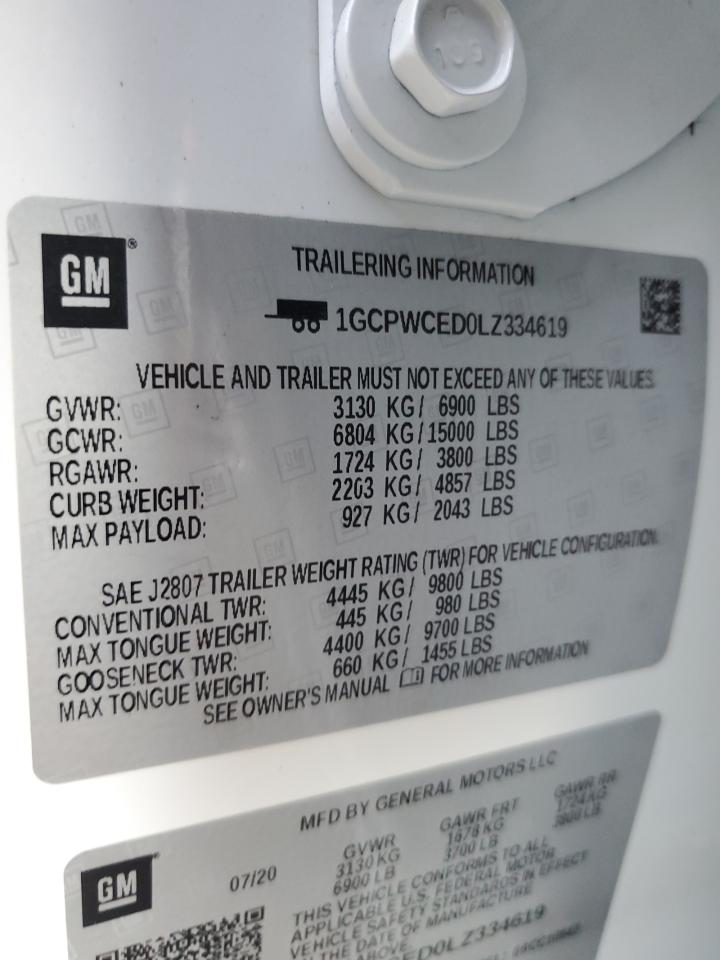 A
10S
GM®
TRAILERING INFORMATION
1GCPWCED0LZ334619
VEHICLE AND TRAILER MUST NOT EXCEED ANY OF THESE VALUES.
GVWR: 3130 KG/ 6900 LBS
GCWR: 6804 KG/15000 LBS
RGAWR: 1724 KG/ 3800 LBS
CURB WEIGHT: 2203 KG/ 4857 LBS
MAX PAYLOAD: 927 KG/ 2043 LBS
SAE J2807 TRAILER WEIGHT RATING (TWR) FOR VEHICLE CONFIGURATION.
CONVENTIONAL TWR: 4445 KG/ 9800 LBS
MAX TONGUE WEIGHT: 445 KG/ 980 LBS
GOOSENECK TWR: 4400 KG/ 9700 LBS
MAX TONGUE WEIGHT: 660 KG/ 1455 LBS
SEE OWNER'S MANUAL FOR MORE INFORMATION
MFD BY GENERAL MOTORS LLC
GM
07/20
GVWR GAWR FRT GAWR RR
3130 KG 1678 KG 1724 KG
6900 LB 3700 LB 3800 LB
THIS VEHICLE CONFORMS TO ALL
APPLICABLE U.S. FEDERAL MOTOR
VEHICLE SAFETY STANDARDS IN EFFECT
ON THE DATE OF MANUFACTURE
ABOVE.
CED0LZ334619